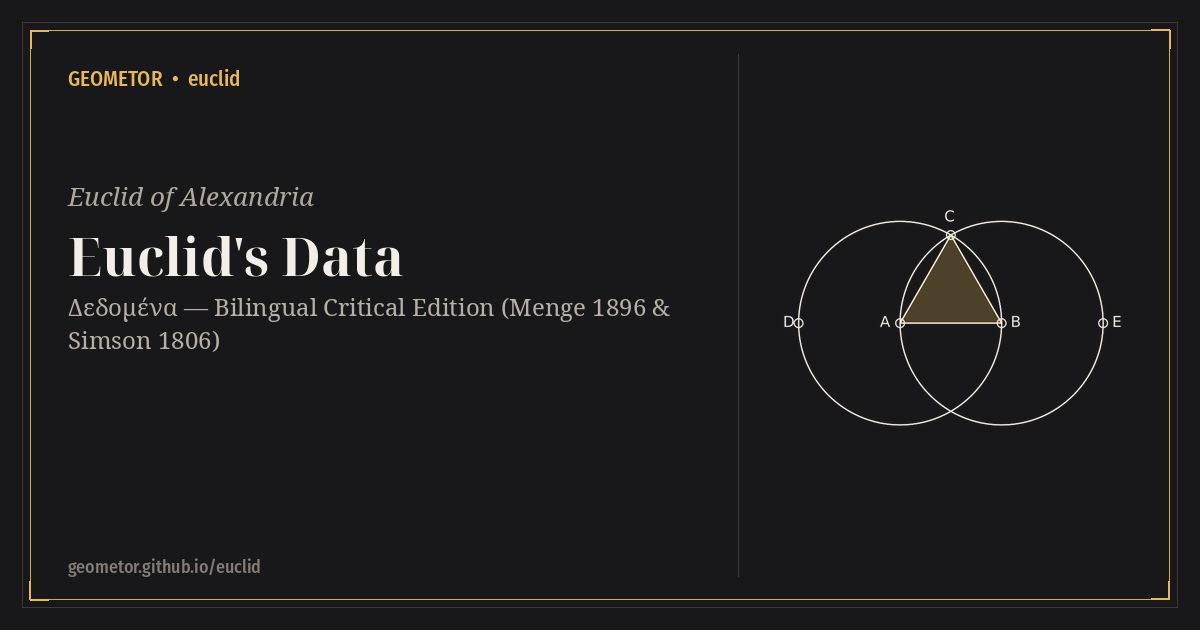 GEOMETOR • euclid
Euclid of Alexandria
Euclid's Data
Δεδομένα — Bilingual Critical Edition (Menge 1896 &
Simson 1806)
C
D
A
B
E
geometor.github.io/euclid